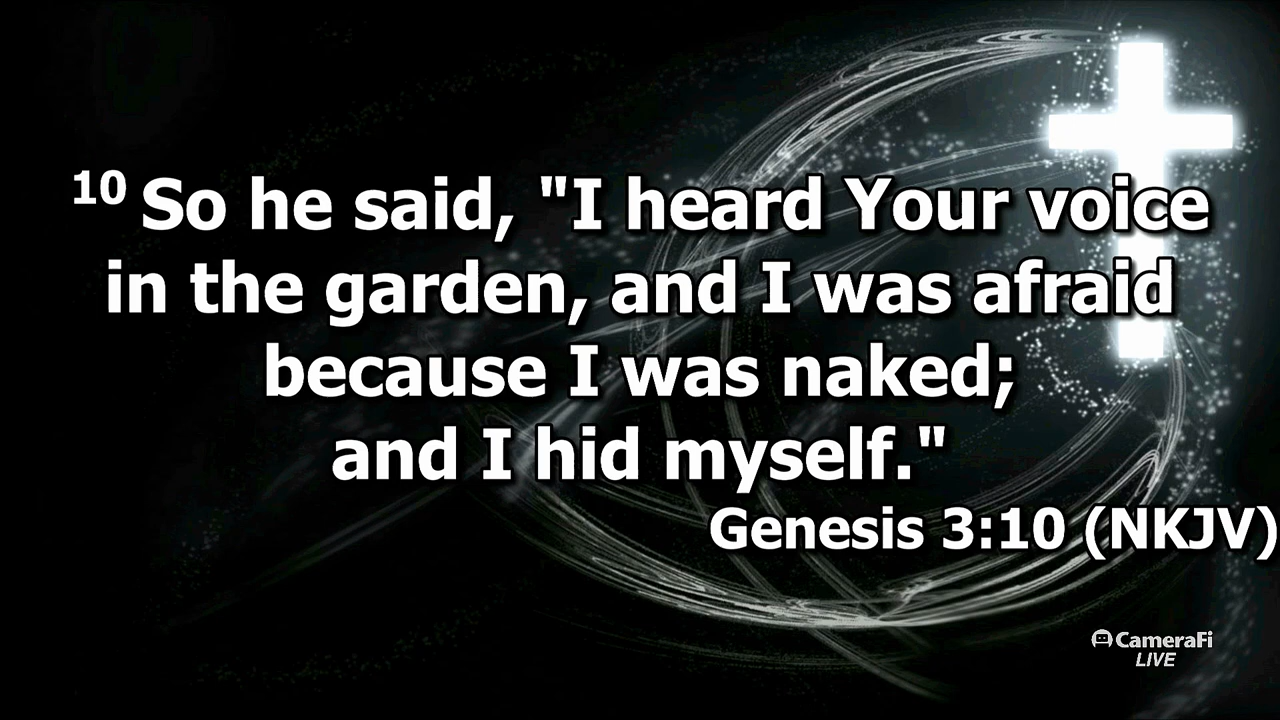 10 So he said, "I heard Your voice
in the garden, and I was afraid
because I was naked;
and I hid myself."
Genesis 3:10 (NKJV)
CameraFi
LIVE